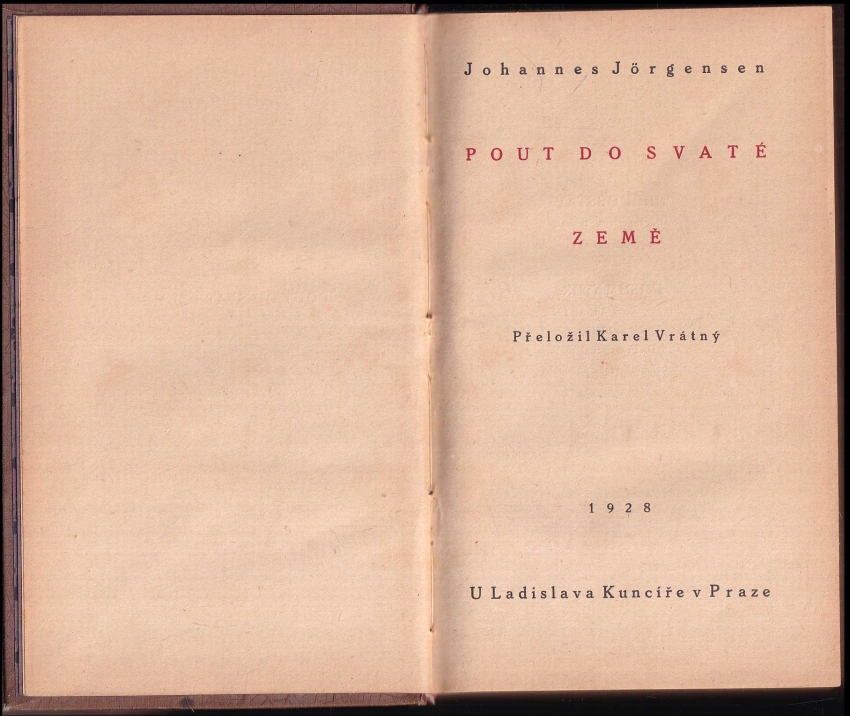 Johannes Jörgensen
POUT DO SVATÉ
ZEMĚ
Přeložil Karel Vrátný
1928
U Ladislava Kuncíře v Praze